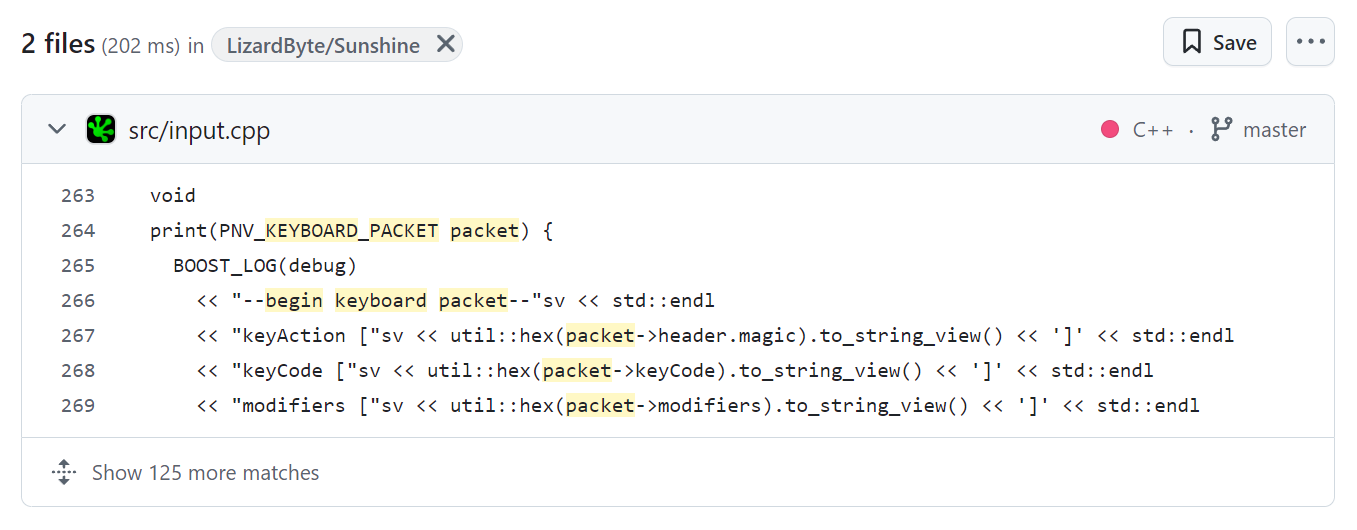 2 files (202 ms) in LizardByte/Sunshine Save
src/input.cpp C++ · master
263 void
264 print(PNV_KEYBOARD_PACKET packet) {
265 BOOST_LOG(debug)
266 << "--begin keyboard packet--"sv << std::endl
267 << "keyAction ["sv << util::hex(packet->header.magic).to_string_view() << ']' << std::endl
268 << "keyCode ["sv << util::hex(packet->keyCode).to_string_view() << ']' << std::endl
269 << "modifiers ["sv << util::hex(packet->modifiers).to_string_view() << ']' << std::endl
Show 125 more matches